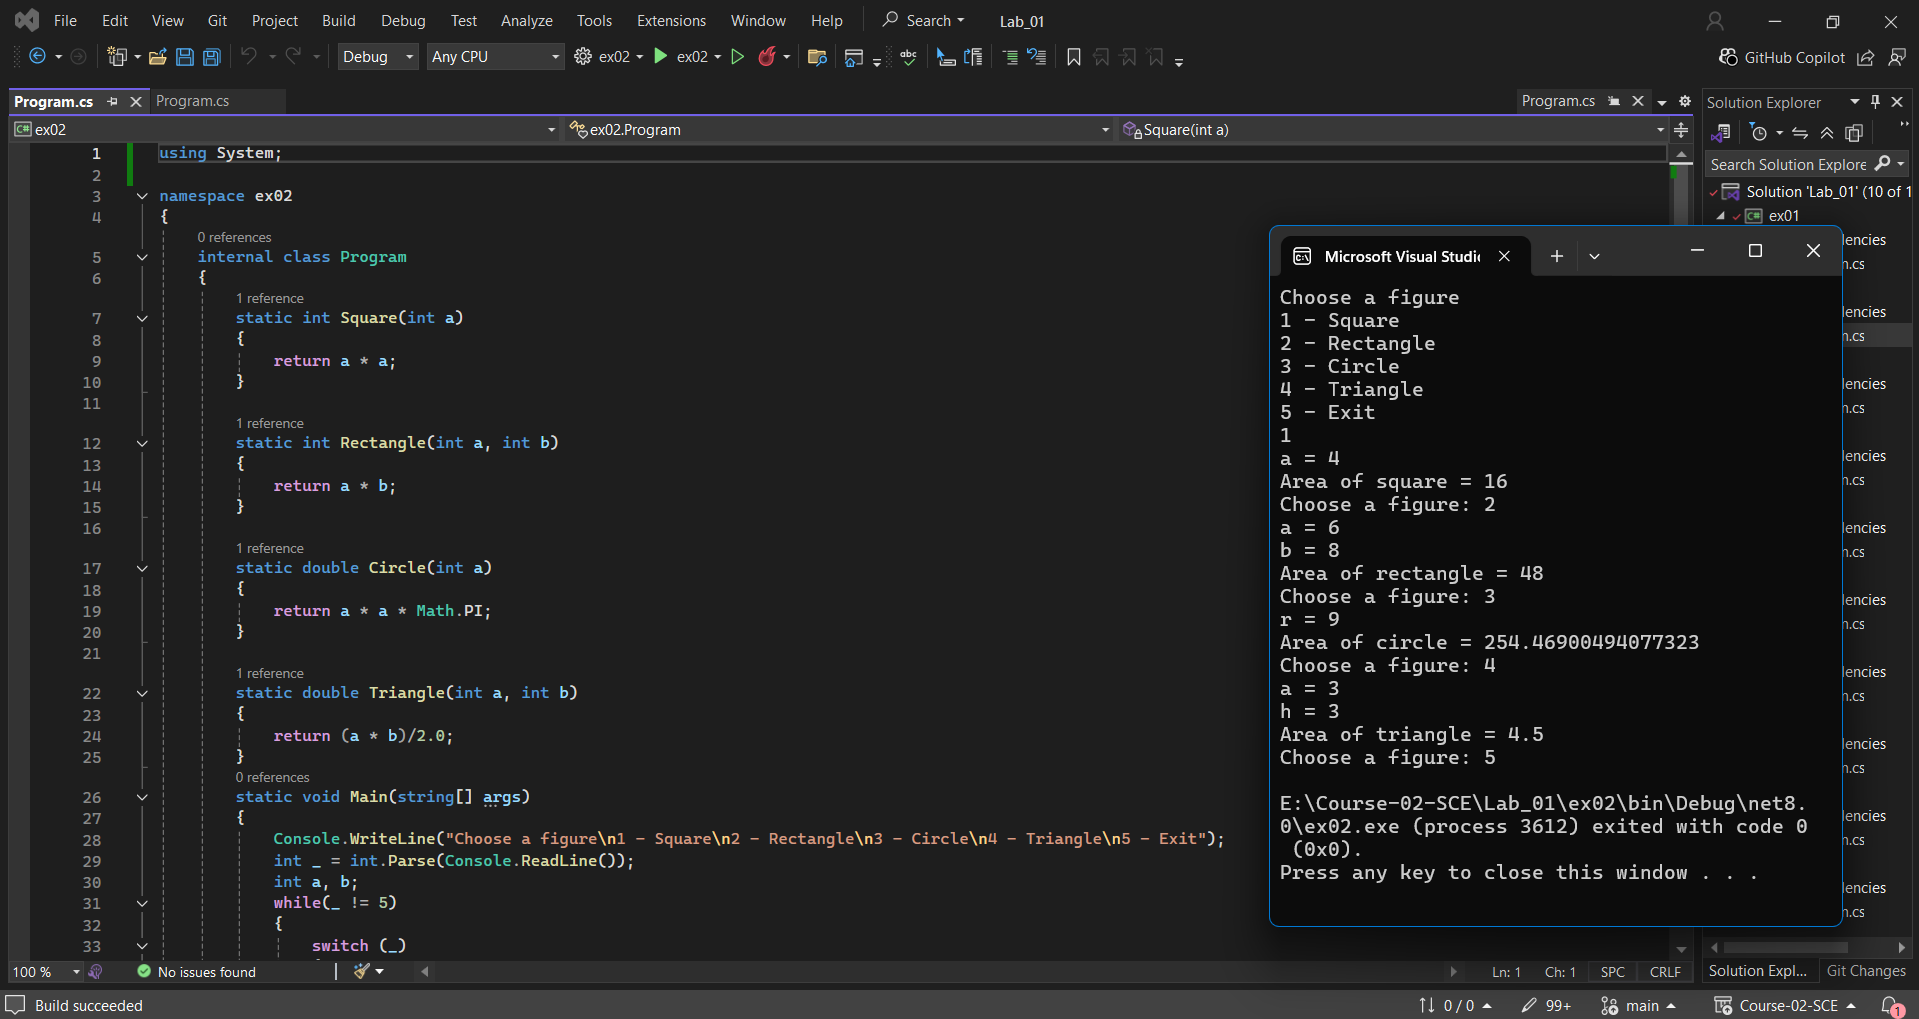 File Edit View Git Project Build Debug Test Analyze Tools Extensions Window Help Search Lab_01
Debug Any CPU ex02 ex02 abc GitHub Copilot
Program.cs Program.cs Program.cs
C# ex02 ex02.Program Square(int a)
1 using System;
2
3 namespace ex02
4 {
0 references
5 internal class Program
6 {
1 reference
7 static int Square(int a)
8 {
9 return a * a;
10 }
11
1 reference
12 static int Rectangle(int a, int b)
13 {
14 return a * b;
15 }
16
1 reference
17 static double Circle(int a)
18 {
19 return a * a * Math.PI;
20 }
21
1 reference
22 static double Triangle(int a, int b)
23 {
24 return (a * b)/2.0;
25 }
0 references
26 static void Main(string[] args)
27 {
28 Console.WriteLine("Choose a figure\n1 - Square\n2 - Rectangle\n3 - Circle\n4 - Triangle\n5 - Exit");
29 int _ = int.Parse(Console.ReadLine());
30 int a, b;
31 while(_ != 5)
32 {
33 switch (_)
100 % No issues found Ln: 1 Ch: 1 SPC CRLF
Solution Explorer
Search Solution Explore
Solution 'Lab_01' (10 of 1
C# ex01
lencies
n.cs
lencies
n.cs
lencies
n.cs
lencies
n.cs
lencies
n.cs
lencies
n.cs
lencies
n.cs
lencies
n.cs
lencies
n.cs
lencies
n.cs
Solution Expl... Git Changes
Microsoft Visual Studi
Choose a figure
1 - Square
2 - Rectangle
3 - Circle
4 - Triangle
5 - Exit
1
a = 4
Area of square = 16
Choose a figure: 2
a = 6
b = 8
Area of rectangle = 48
Choose a figure: 3
r = 9
Area of circle = 254.46900494077323
Choose a figure: 4
a = 3
h = 3
Area of triangle = 4.5
Choose a figure: 5
E:\Course-02-SCE\Lab_01\ex02\bin\Debug\net8.
0\ex02.exe (process 3612) exited with code 0
(0x0).
Press any key to close this window . . .
Build succeeded 0 / 0 99+ main Course-02-SCE 1